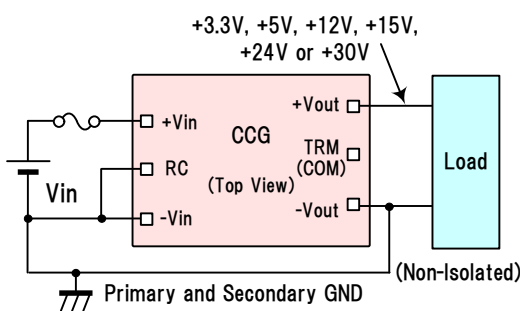 +3.3V, +5V, +12V, +15V,
+24V or +30V
+Vin
RC
-Vin
CCG
(Top View)
+Vout
TRM
(COM)
-Vout
Load
Vin
(Non-Isolated)
Primary and Secondary GND